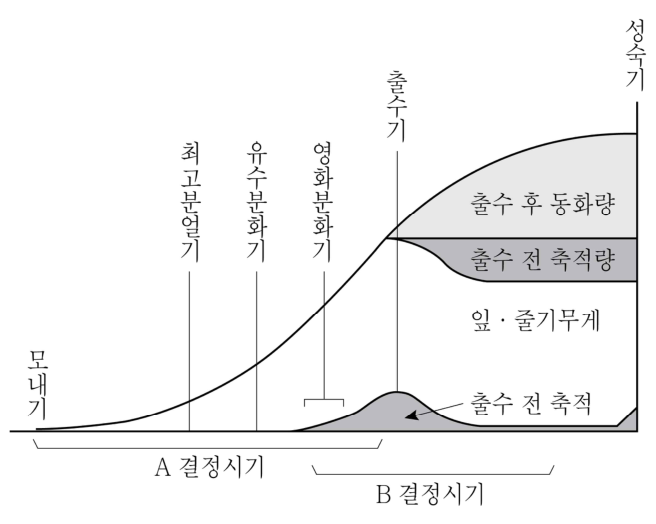 모내기
최고분얼기
유수분화기
영화분화기
출수기
성숙기
출수 후 동화량
출수 전 축적량
잎 · 줄기무게
출수 전 축적
A 결정시기
B 결정시기